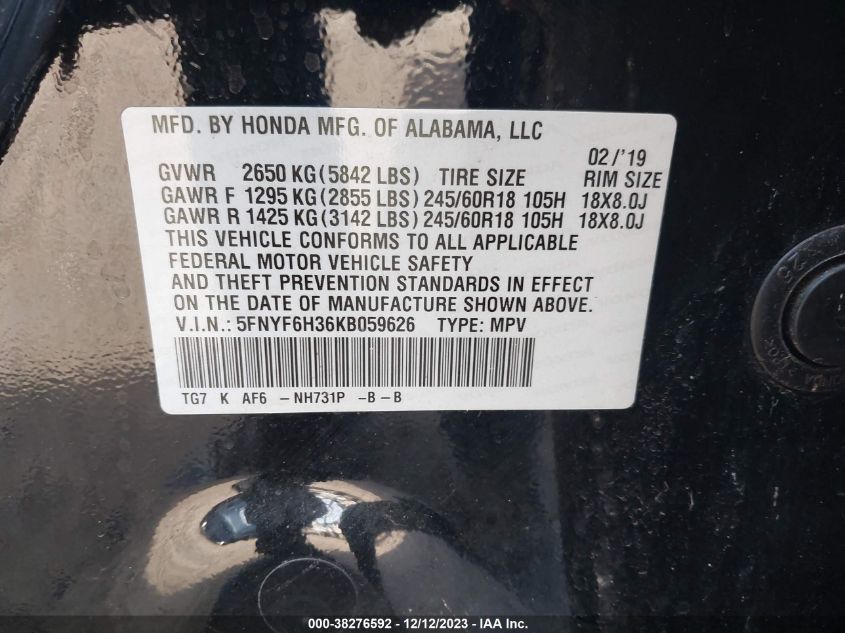 MFD. BY HONDA MFG. OF ALABAMA, LLC
02/'19
GVWR 2650 KG(5842 LBS) TIRE SIZE RIM SIZE
GAWR F 1295 KG(2855 LBS) 245/60R18 105H 18X8.0J
GAWR R 1425 KG(3142 LBS) 245/60R18 105H 18X8.0J
THIS VEHICLE CONFORMS TO ALL APPLICABLE
FEDERAL MOTOR VEHICLE SAFETY
AND THEFT PREVENTION STANDARDS IN EFFECT
ON THE DATE OF MANUFACTURE SHOWN ABOVE.
V.I.N.: 5FNYF6H36KB059626 TYPE: MPV
TG7 K AF6 -NH731P -B-B
000-38276592 - 12/12/2023 - IAA Inc.